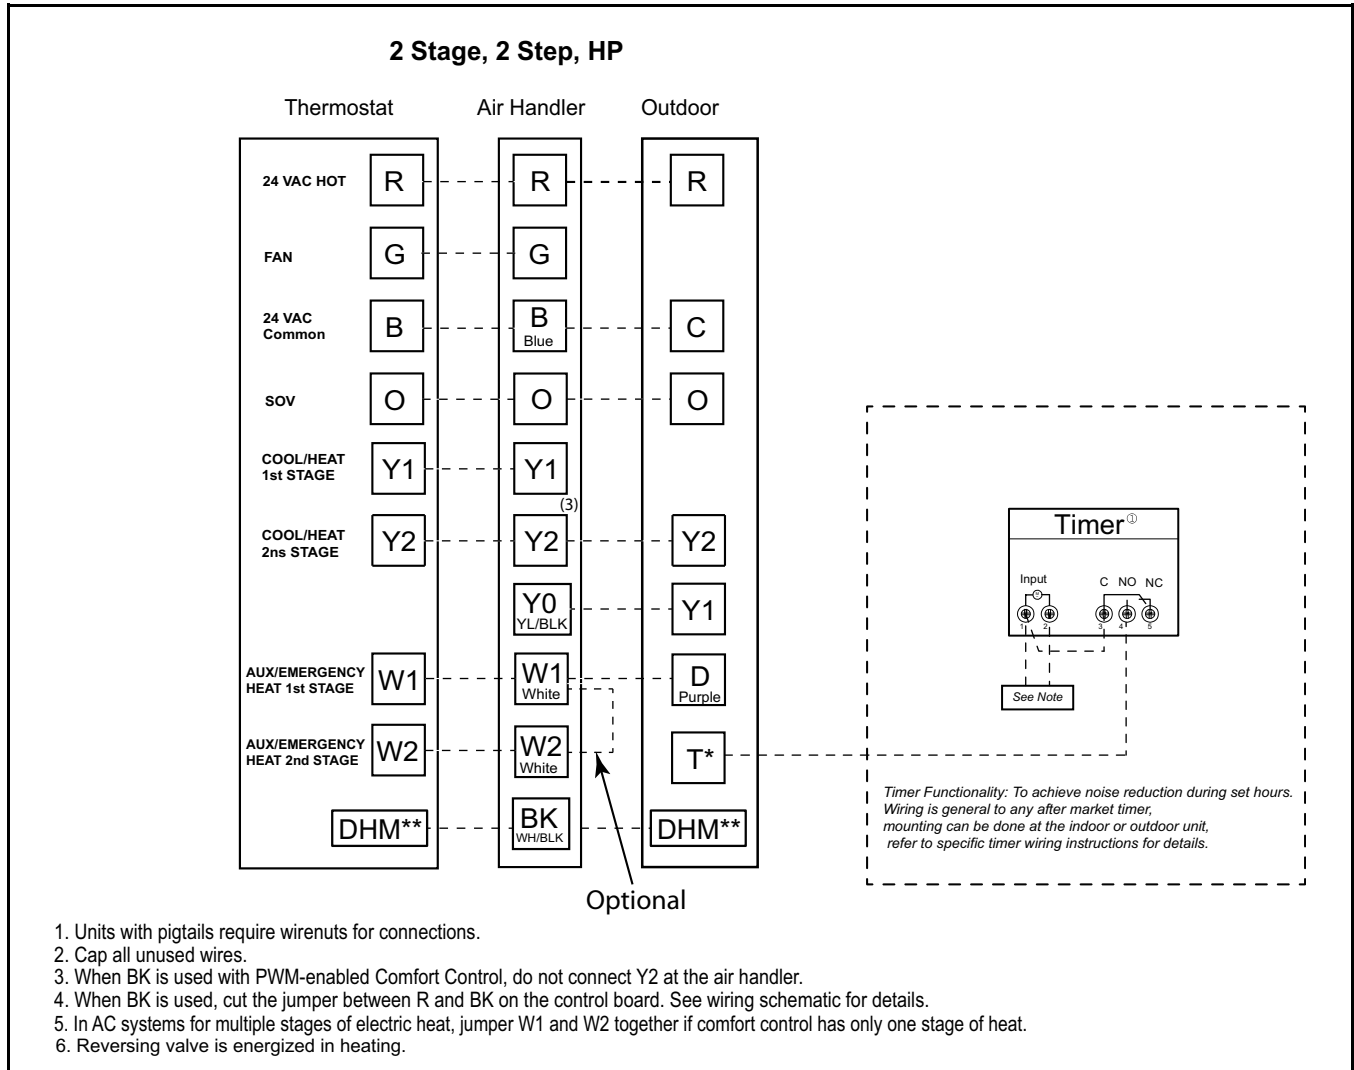 2 Stage, 2 Step, HP
Thermostat Air Handler Outdoor
24 VAC HOT R R R
FAN G G
24 VAC
Common B B C
Blue
SOV O O O
COOL/HEAT
1st STAGE Y1 Y1
(3)
COOL/HEAT
2ns STAGE Y2 Y2 Y2
Y0 Y1
YL/BLK
AUX/EMERGENCY
HEAT 1st STAGE W1 W1 D
White Purple
AUX/EMERGENCY
HEAT 2nd STAGE W2 W2 T*
White
DHM** BK DHM**
WH/BLK
Optional
Timer①
Input C NO NC
1 2 3 4 5
See Note
Timer Functionality: To achieve noise reduction during set hours.
Wiring is general to any after market timer,
mounting can be done at the indoor or outdoor unit,
refer to specific timer wiring instructions for details.
1. Units with pigtails require wirenuts for connections.
2. Cap all unused wires.
3. When BK is used with PWM-enabled Comfort Control, do not connect Y2 at the air handler.
4. When BK is used, cut the jumper between R and BK on the control board. See wiring schematic for details.
5. In AC systems for multiple stages of electric heat, jumper W1 and W2 together if comfort control has only one stage of heat.
6. Reversing valve is energized in heating.